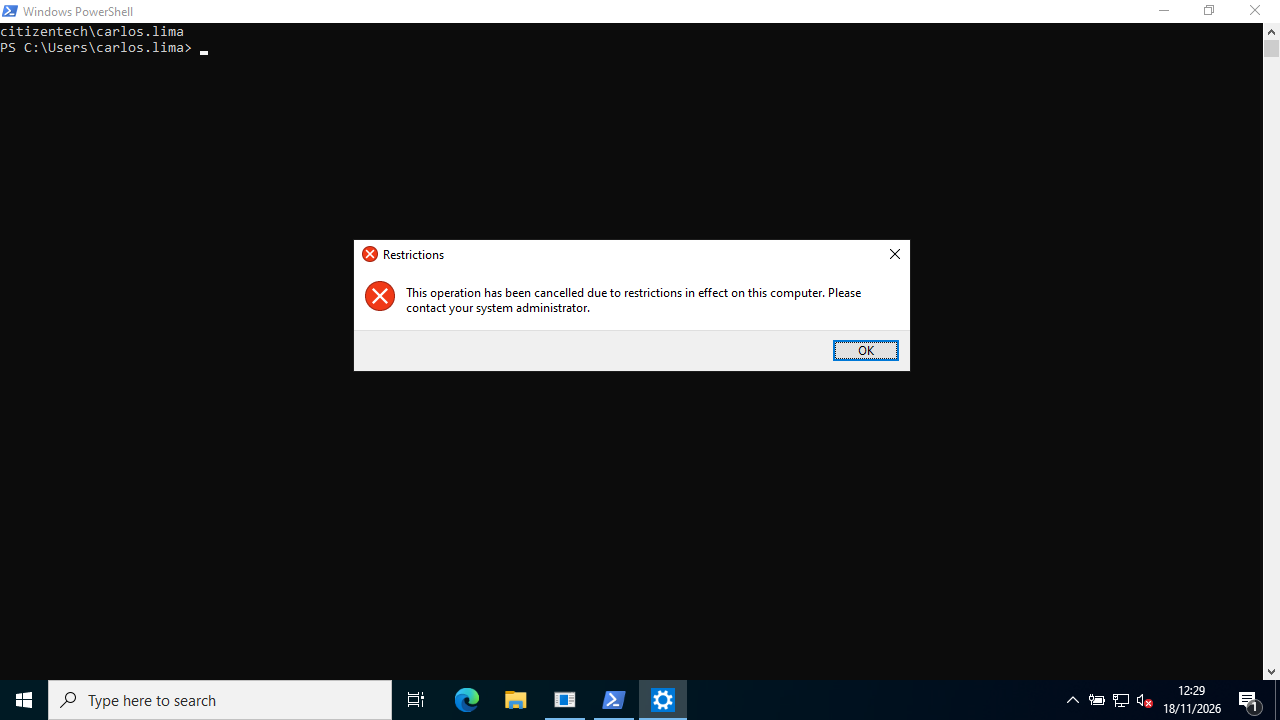 Windows PowerShell
citizentech\carlos.lima
PS C:\Users\carlos.lima>
Restrictions
This operation has been cancelled due to restrictions in effect on this computer. Please
contact your system administrator.
OK
Type here to search
12:29
18/11/2026
1